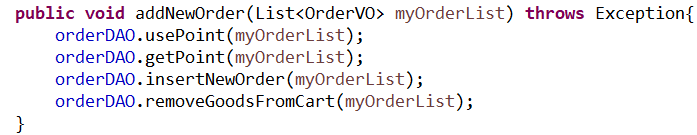 public void addNewOrder(List<OrderVO> myOrderList) throws Exception{
    orderDAO.usePoint(myOrderList);
    orderDAO.getPoint(myOrderList);
    orderDAO.insertNewOrder(myOrderList);
    orderDAO.removeGoodsFromCart(myOrderList);
}